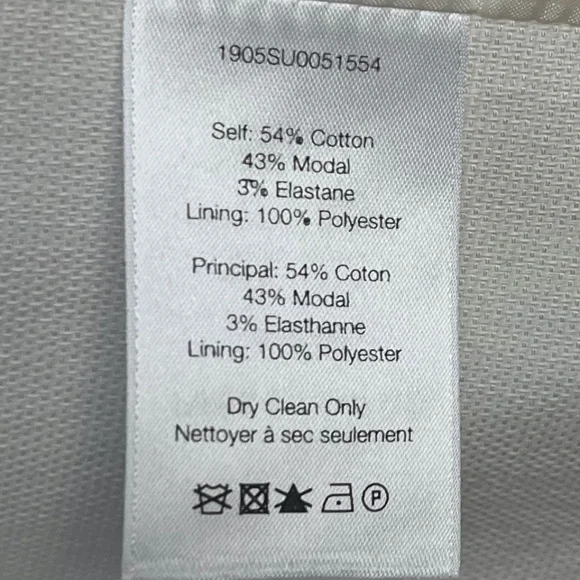 1905SU0051554
Self: 54% Cotton
43% Modal
3% Elastane
Lining: 100% Polyester
Principal: 54% Coton
43% Modal
3% Elasthanne
Lining: 100% Polyester
Dry Clean Only
Nettoyer à sec seulement
P